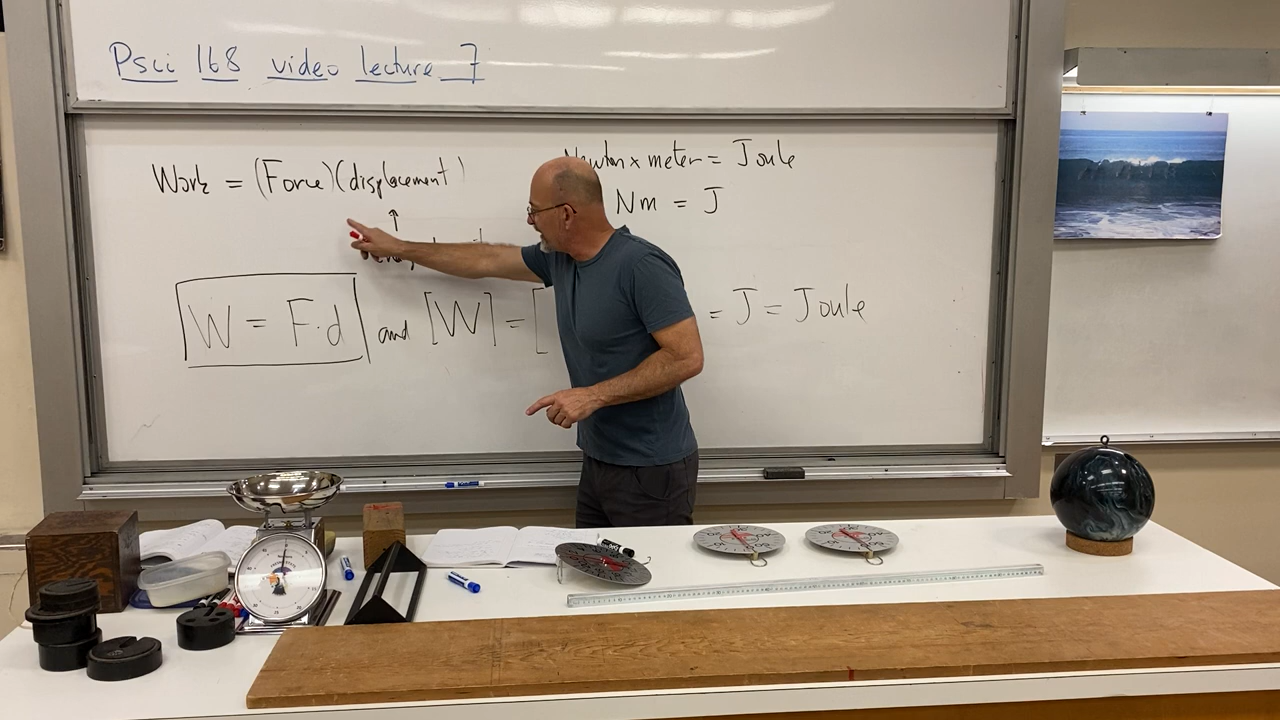 Psci 168 video lecture 7
Work = (Force)(displacement)
Newton x meter = Joule
Nm = J
W = F·d and [W] = [
= J = Joule